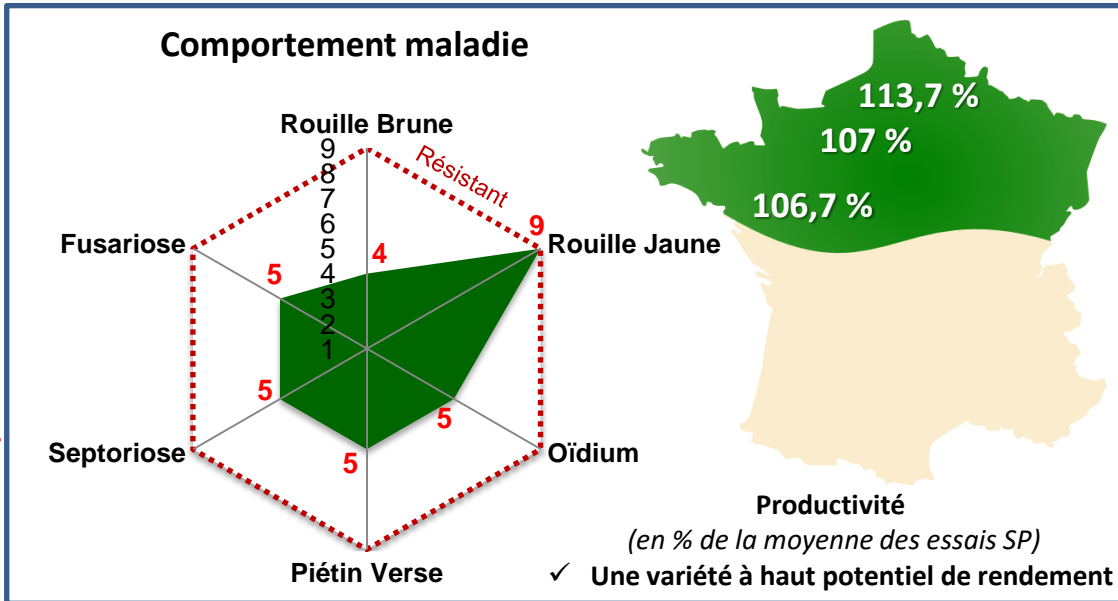 Comportement maladie
Rouille Brune
9
8
7
6
5
4
3
2
1
Résistant
4
9
Rouille Jaune
Fusariose
5
5
Septoriose
5
Oïdium
5
Piétin Verse
113,7 %
107 %
106,7 %
Productivité
(en % de la moyenne des essais SP)
✓ Une variété à haut potentiel de rendement